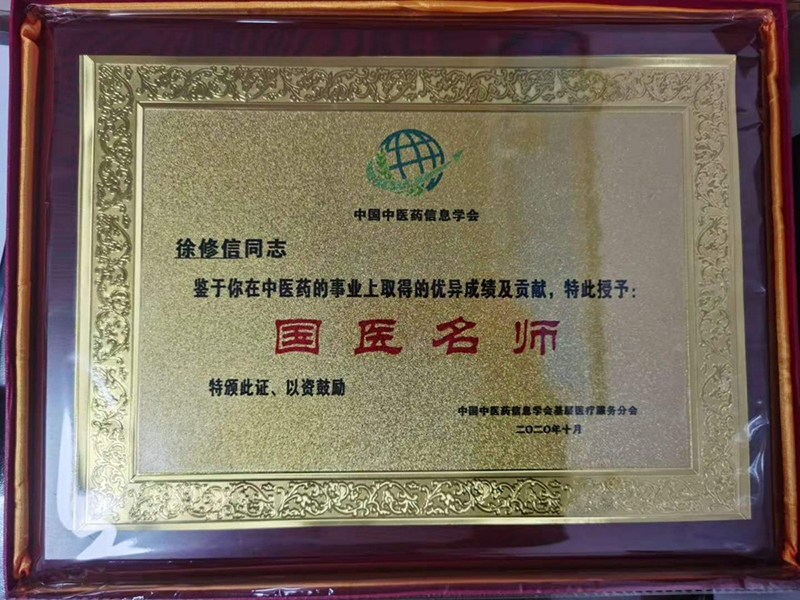 中国中医药信息学会
徐修信同志
鉴于你在中医药的事业上取得的优异成绩及贡献，特此授予：
国医名师
特颁此证、以资鼓励
中国中医药信息学会基层医疗服务分会
二〇二〇年十月